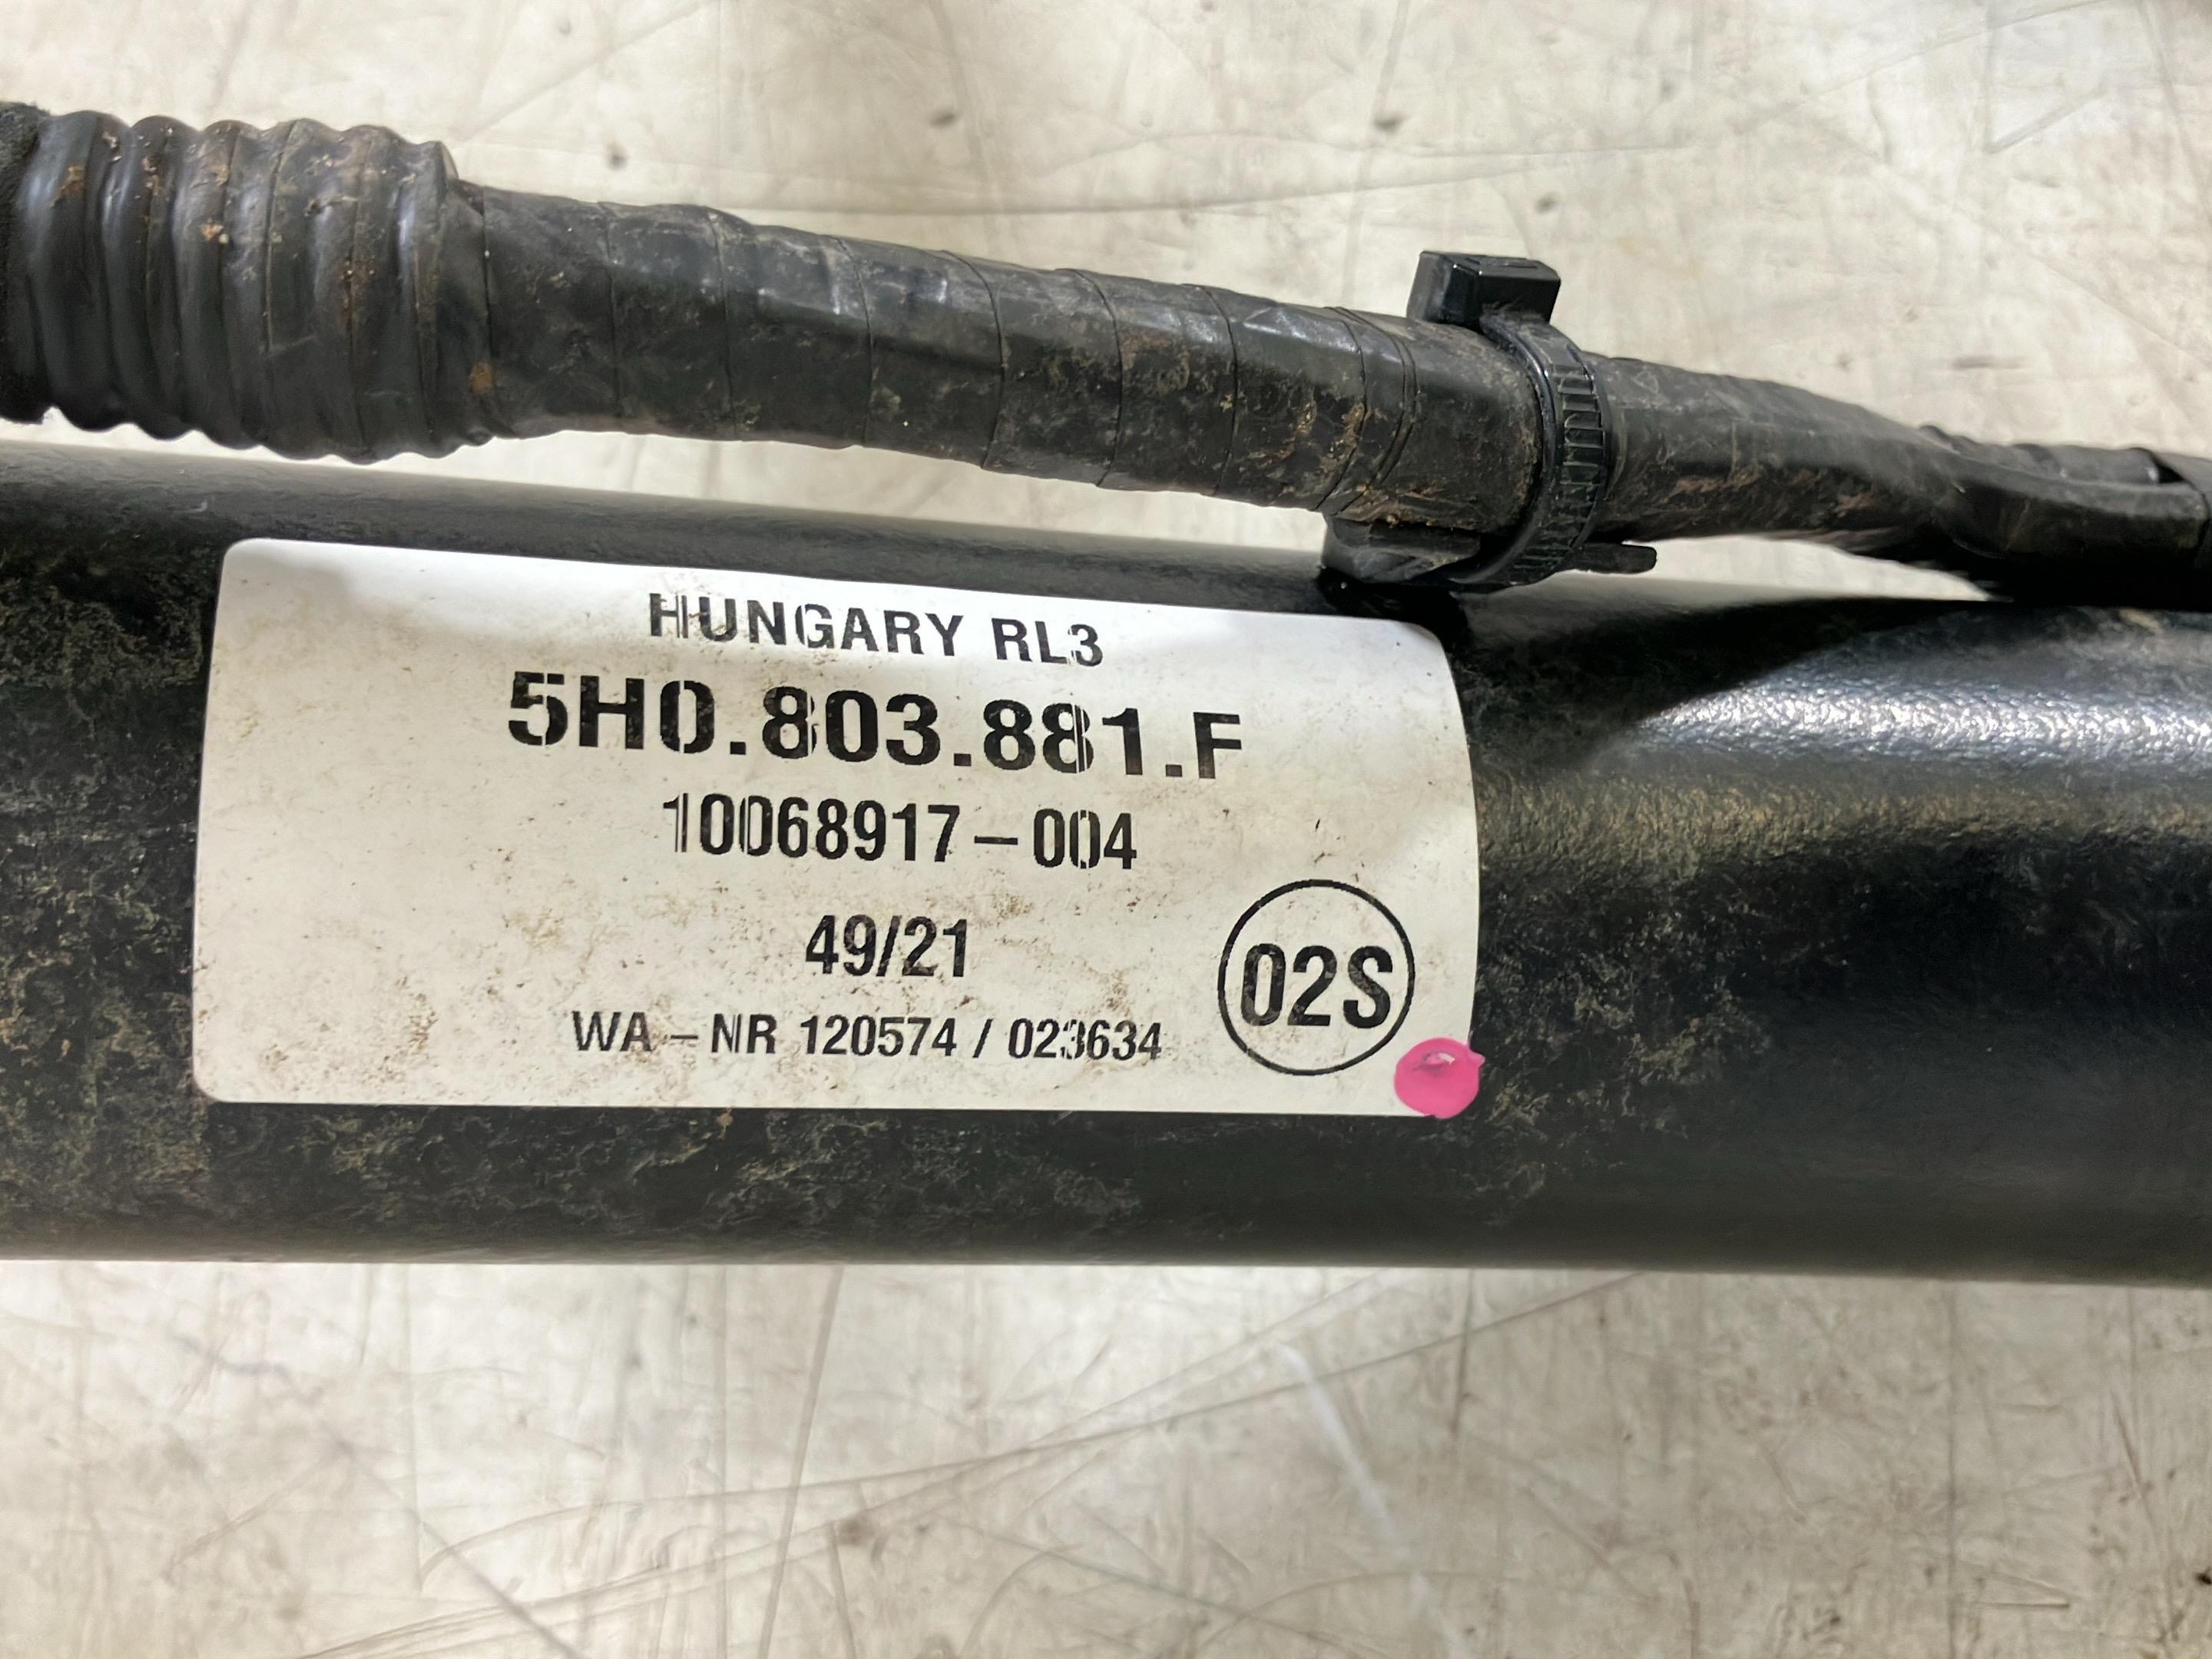 HUNGARY RL3
5H0.803.881.F
10068917-004
49/21
02S
WA-NR 120574 / 023634